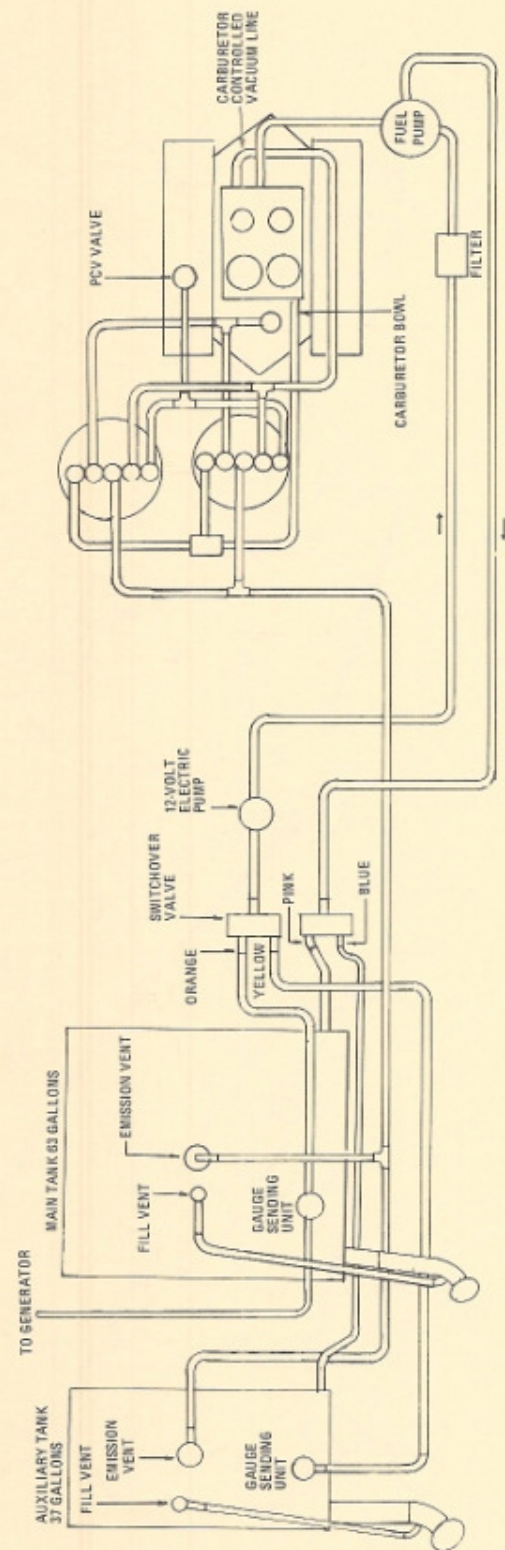 TO GENERATOR
AUXILIARY TANK
37 GALLONS
FILL VENT
EMISSION
VENT
GAUGE
SENDING
UNIT
MAIN TANK 63 GALLONS
FILL VENT
EMISSION VENT
GAUGE
SENDING
UNIT
ORANGE
YELLOW
SWITCHOVER
VALVE
PINK
BLUE
12-VOLT
ELECTRIC
PUMP
PCV VALVE
CARBURETOR
CONTROLLED
VACUUM LINE
CARBURETOR BOWL
FILTER
FUEL
PUMP